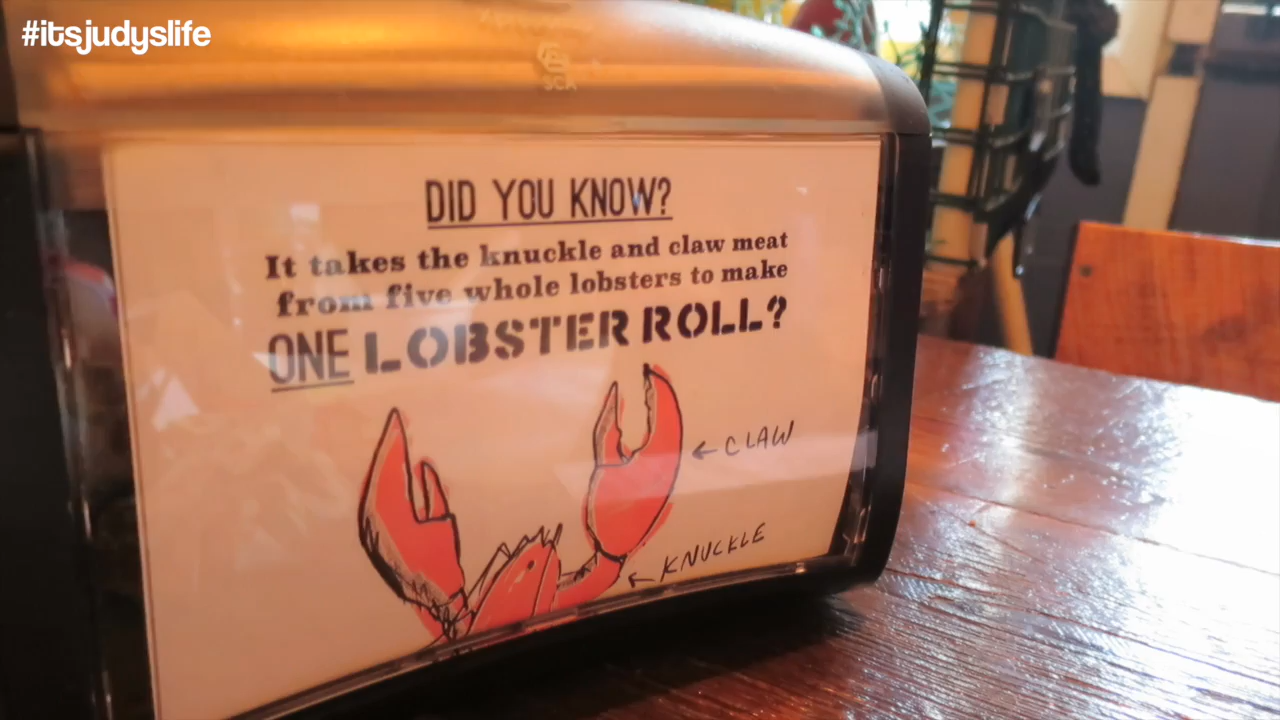 #itsjudyslife
SCA
DID YOU KNOW?
It takes the knuckle and claw meat
from five whole lobsters to make
ONE LOBSTER ROLL?
← CLAW
← KNUCKLE